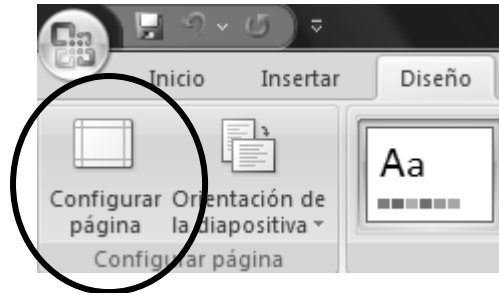 Inicio Insertar Diseño
Configurar página
Orientación de la diapositiva
Aa
Configurar página